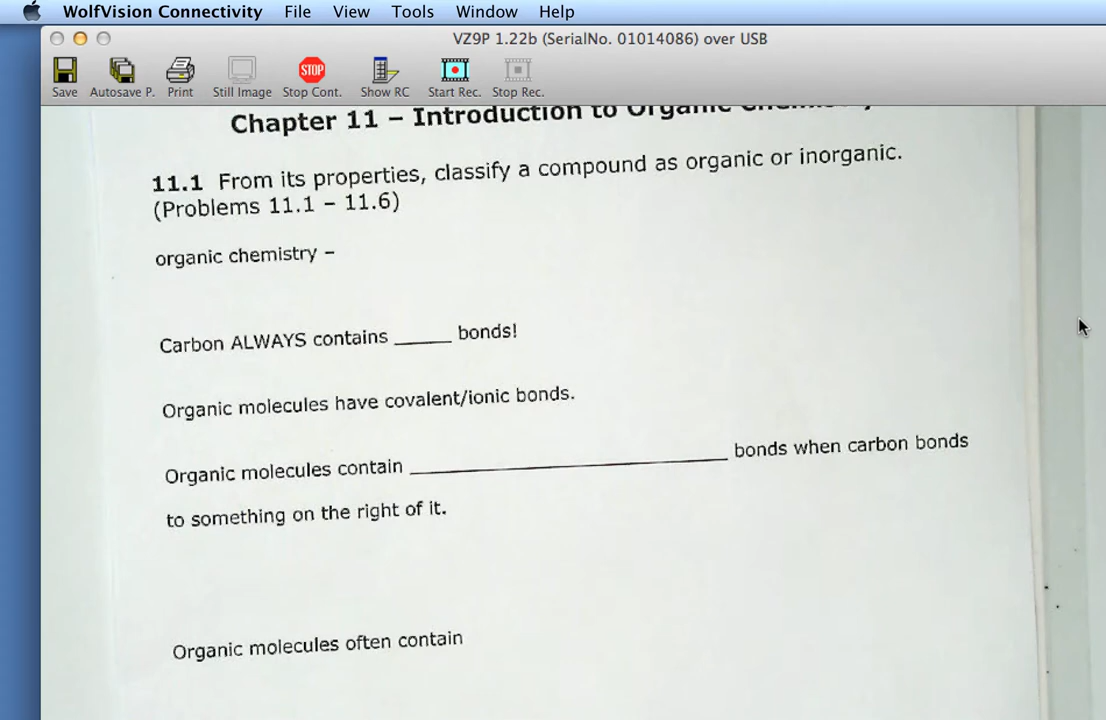 WolfVision Connectivity File View Tools Window Help
VZ9P 1.22b (SerialNo. 01014086) over USB
Save Autosave P. Print Still Image Stop Cont. Show RC Start Rec. Stop Rec.
STOP
Chapter 11 – Introduction to Organic Chemistry
11.1 From its properties, classify a compound as organic or inorganic.
(Problems 11.1 – 11.6)
organic chemistry –
Carbon ALWAYS contains _____ bonds!
Organic molecules have covalent/ionic bonds.
Organic molecules contain ____________________________ bonds when carbon bonds
to something on the right of it.
Organic molecules often contain